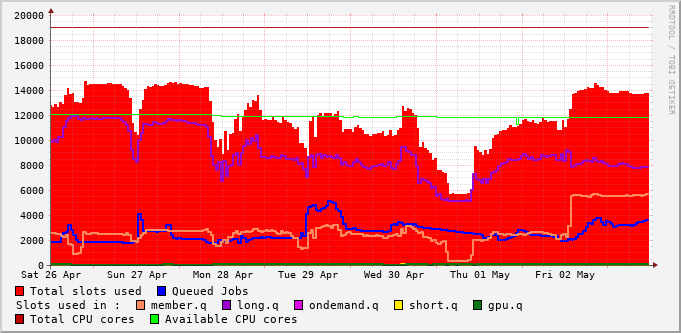 RRDTOOL / TOBI OETIKER
20000
18000
16000
14000
12000
10000
8000
6000
4000
2000
0
Sat 26 Apr Sun 27 Apr Mon 28 Apr Tue 29 Apr Wed 30 Apr Thu 01 May Fri 02 May
Total slots used Queued Jobs
Slots used in : member.q long.q ondemand.q short.q gpu.q
Total CPU cores Available CPU cores